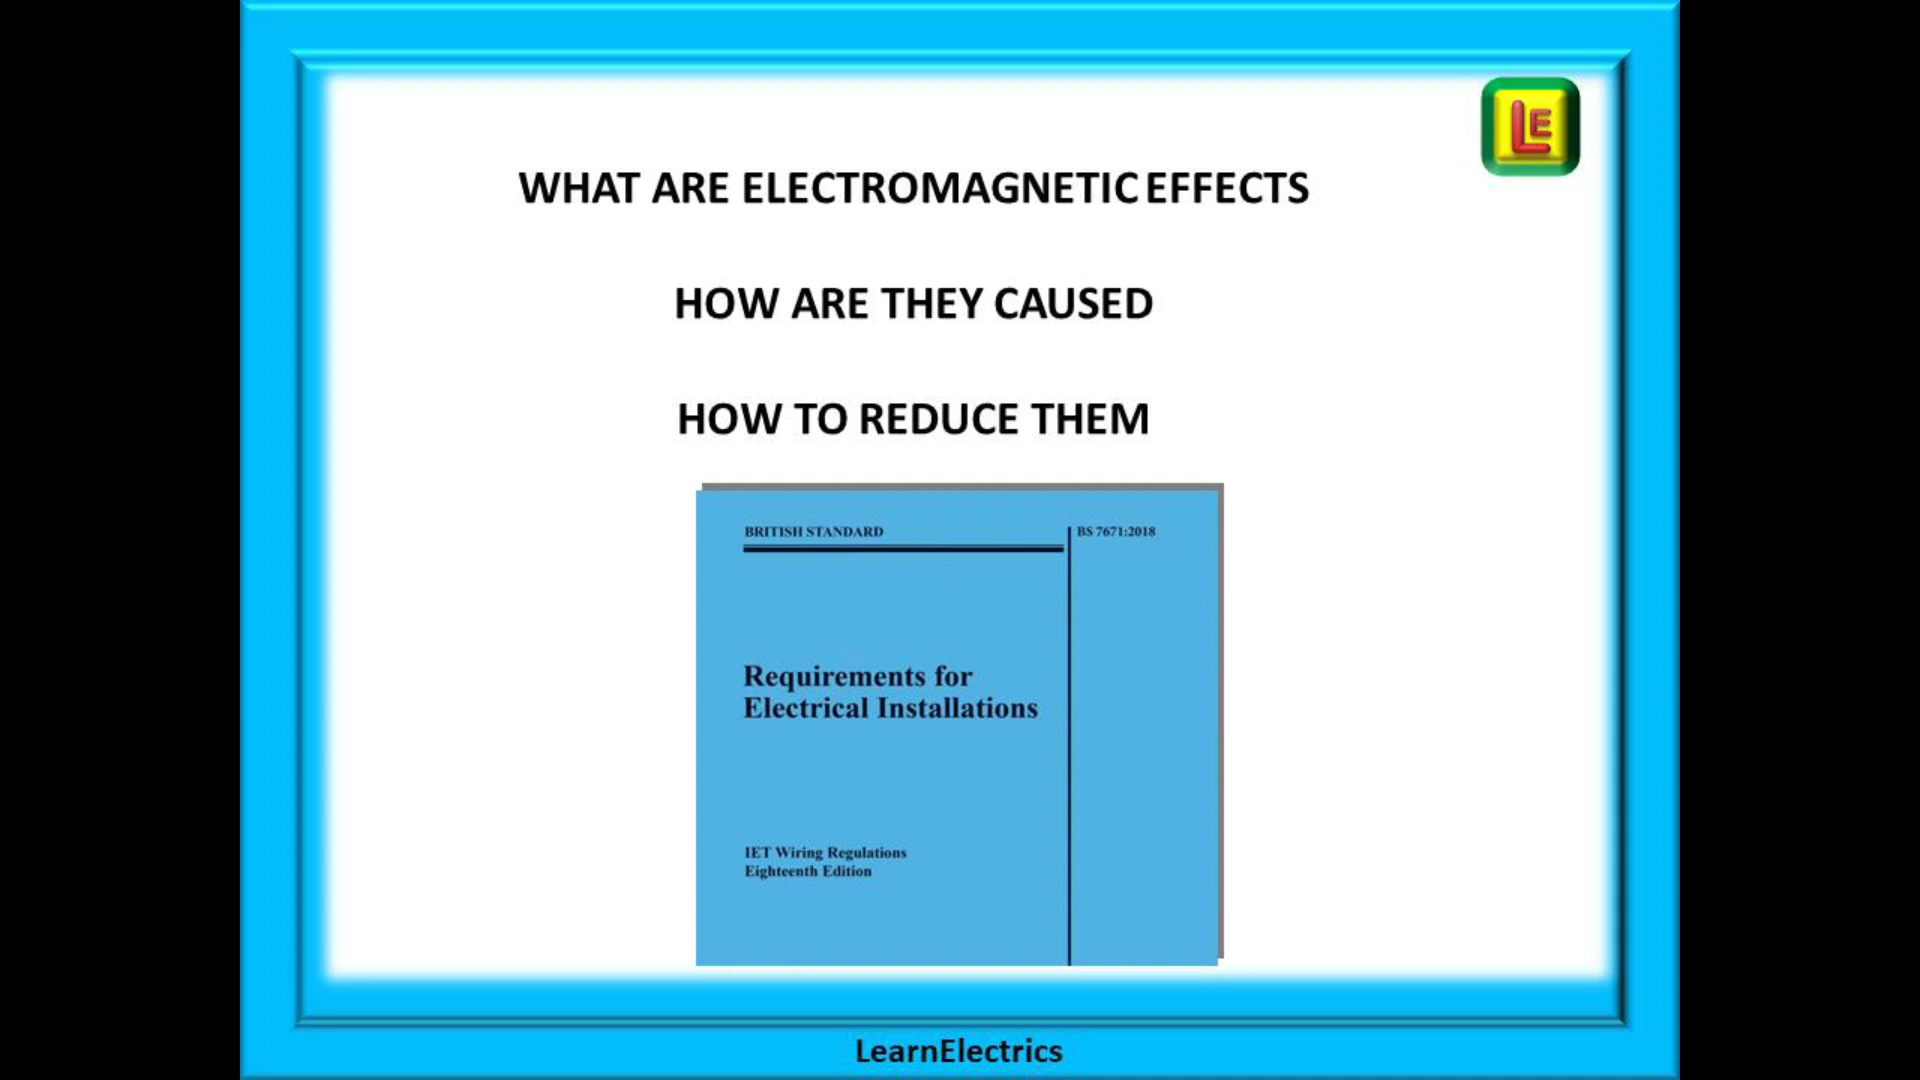 LE
WHAT ARE ELECTROMAGNETIC EFFECTS
HOW ARE THEY CAUSED
HOW TO REDUCE THEM
BRITISH STANDARD
BS 7671:2018
Requirements for
Electrical Installations
IET Wiring Regulations
Eighteenth Edition
LearnElectrics